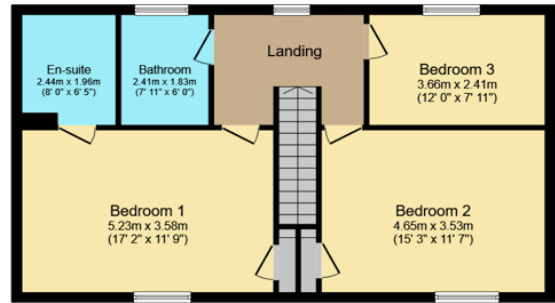 En-suite
2.44m x 1.96m
(8' 0" x 6' 5")
Bathroom
2.41m x 1.83m
(7' 11" x 6' 0")
Landing
Bedroom 3
3.66m x 2.41m
(12' 0" x 7' 11")
Bedroom 1
5.23m x 3.58m
(17' 2" x 11' 9")
Bedroom 2
4.65m x 3.53m
(15' 3" x 11' 7")